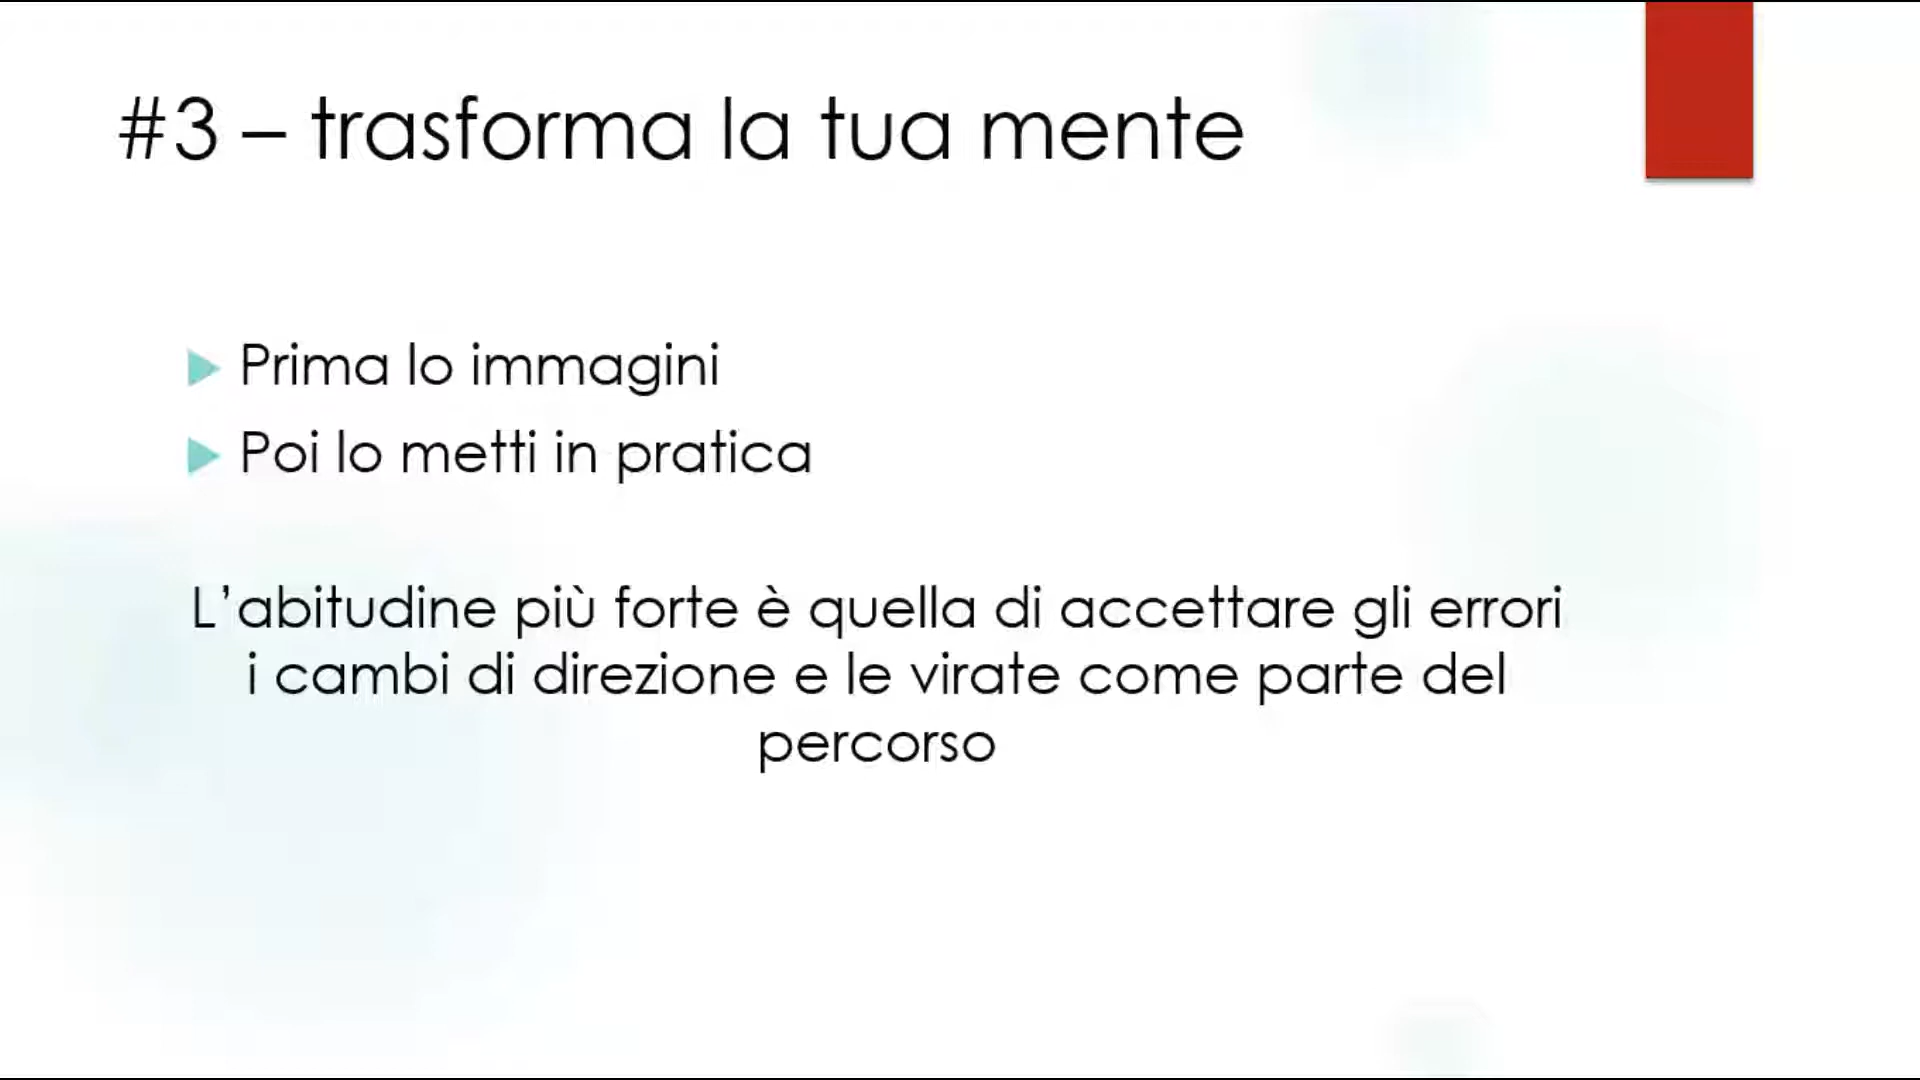 #3 – trasforma la tua mente
Prima lo immagini
Poi lo metti in pratica
L’abitudine più forte è quella di accettare gli errori
i cambi di direzione e le virate come parte del
percorso